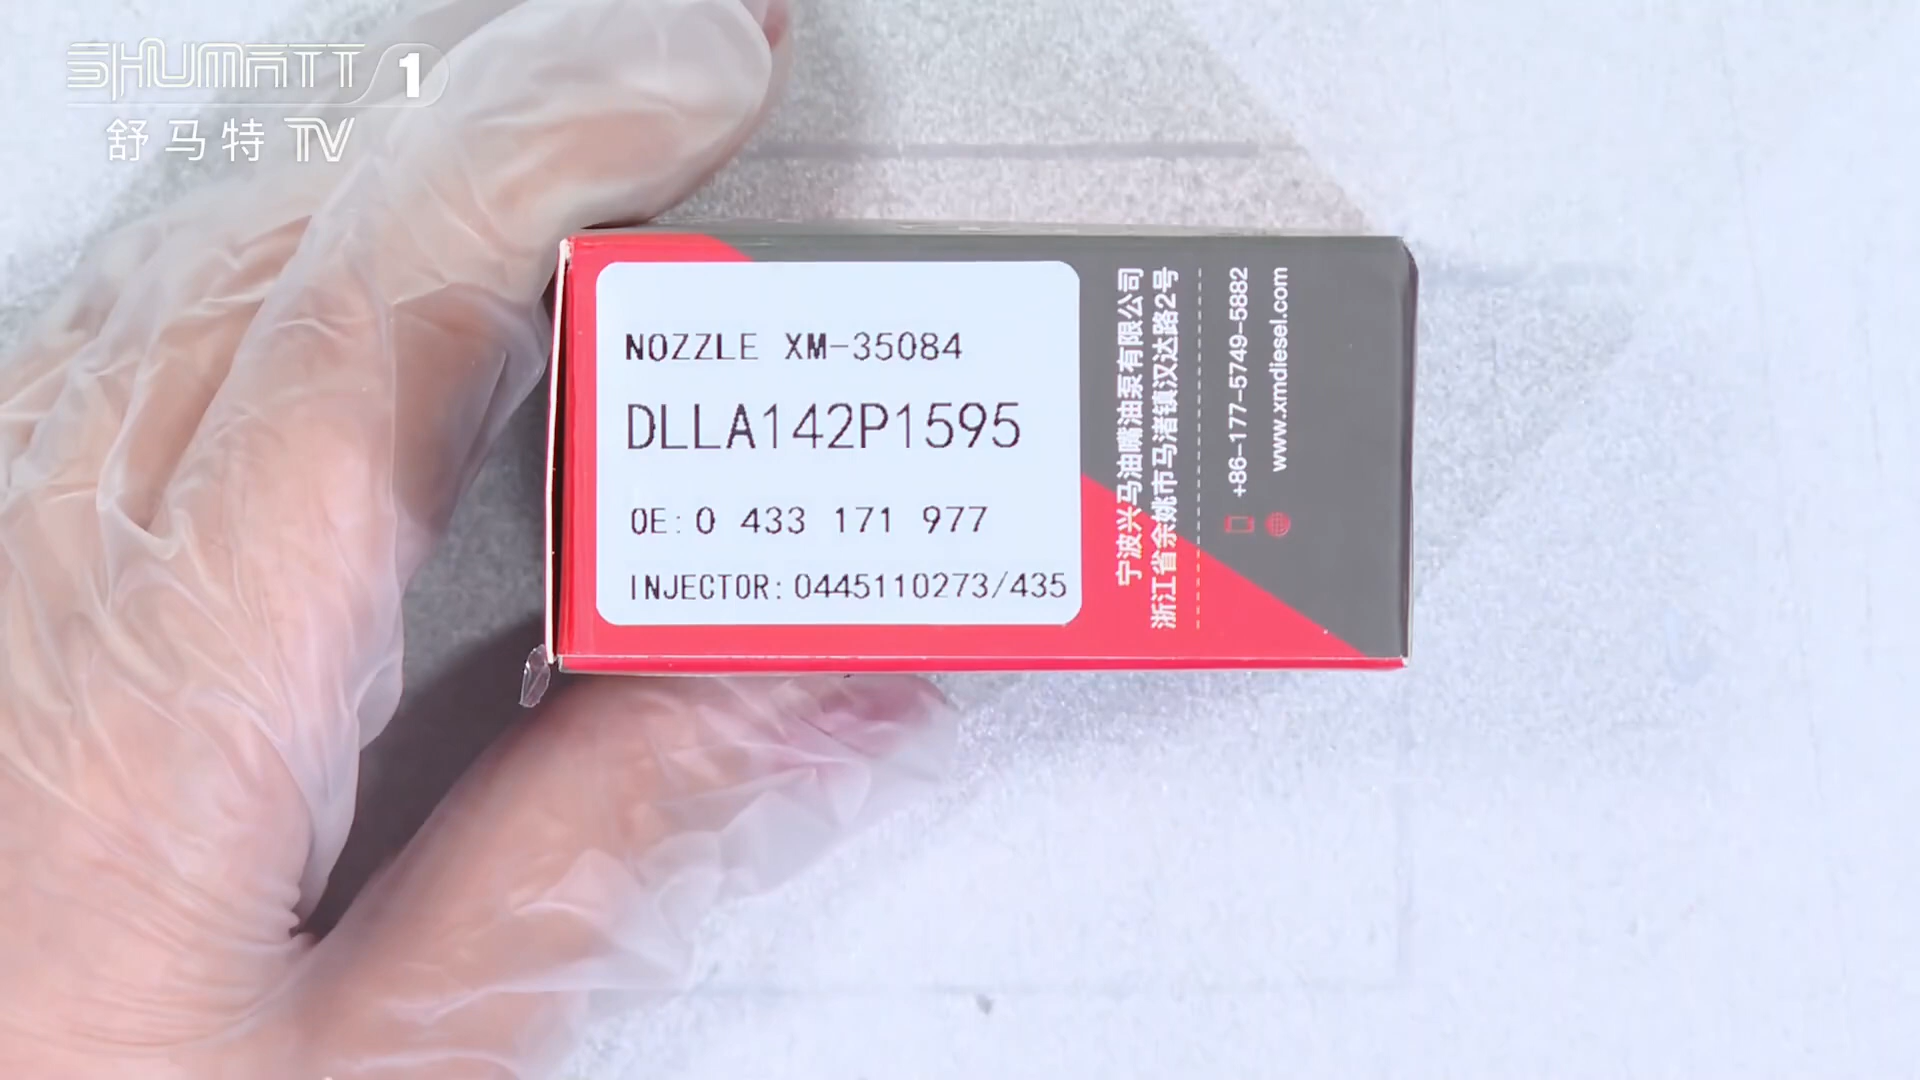 SHUMATT 1
舒马特 TV
NOZZLE XM-35084
DLLA142P1595
OE:0 433 171 977
INJECTOR:0445110273/435
宁波兴马油嘴油泵有限公司
浙江省余姚市马渚镇汉达路2号
+86-177-5749-5882
www.xmdiesel.com